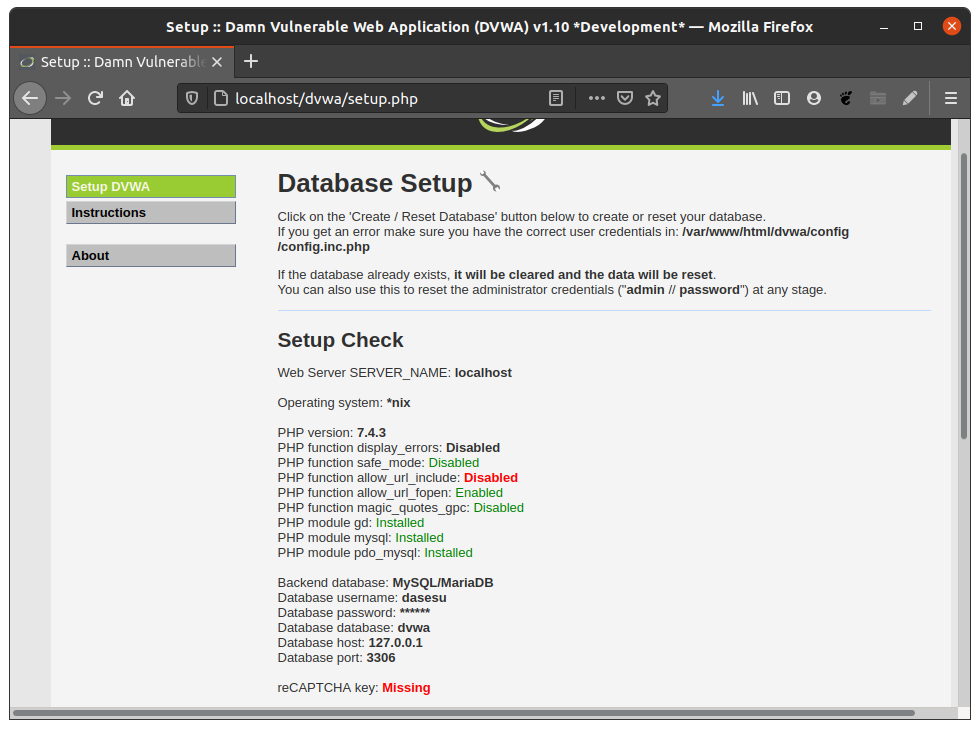 Setup :: Damn Vulnerable Web Application (DVWA) v1.10 *Development* — Mozilla Firefox
Setup :: Damn Vulnerable
localhost/dvwa/setup.php
Setup DVWA
Instructions
About
Database Setup
Click on the 'Create / Reset Database' button below to create or reset your database.
If you get an error make sure you have the correct user credentials in: /var/www/html/dvwa/config
/config.inc.php
If the database already exists, it will be cleared and the data will be reset.
You can also use this to reset the administrator credentials ("admin // password") at any stage.
Setup Check
Web Server SERVER_NAME: localhost
Operating system: *nix
PHP version: 7.4.3
PHP function display_errors: Disabled
PHP function safe_mode: Disabled
PHP function allow_url_include: Disabled
PHP function allow_url_fopen: Enabled
PHP function magic_quotes_gpc: Disabled
PHP module gd: Installed
PHP module mysql: Installed
PHP module pdo_mysql: Installed
Backend database: MySQL/MariaDB
Database username: dasesu
Database password: ******
Database database: dvwa
Database host: 127.0.0.1
Database port: 3306
reCAPTCHA key: Missing